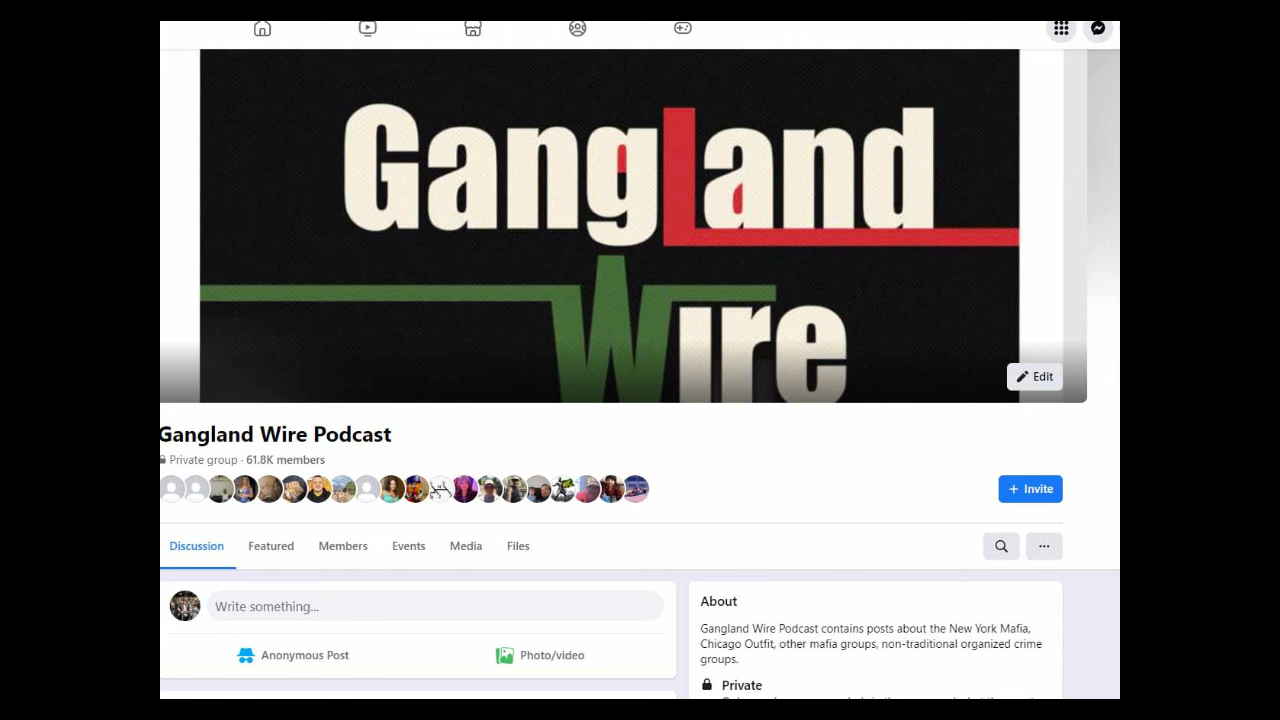 GangLand
Wire
Edit
Gangland Wire Podcast
Private group · 61.8K members
+ Invite
Discussion Featured Members Events Media Files
Write something...
Anonymous Post Photo/video
About
Gangland Wire Podcast contains posts about the New York Mafia,
Chicago Outfit, other mafia groups, non-traditional organized crime
groups.
Private